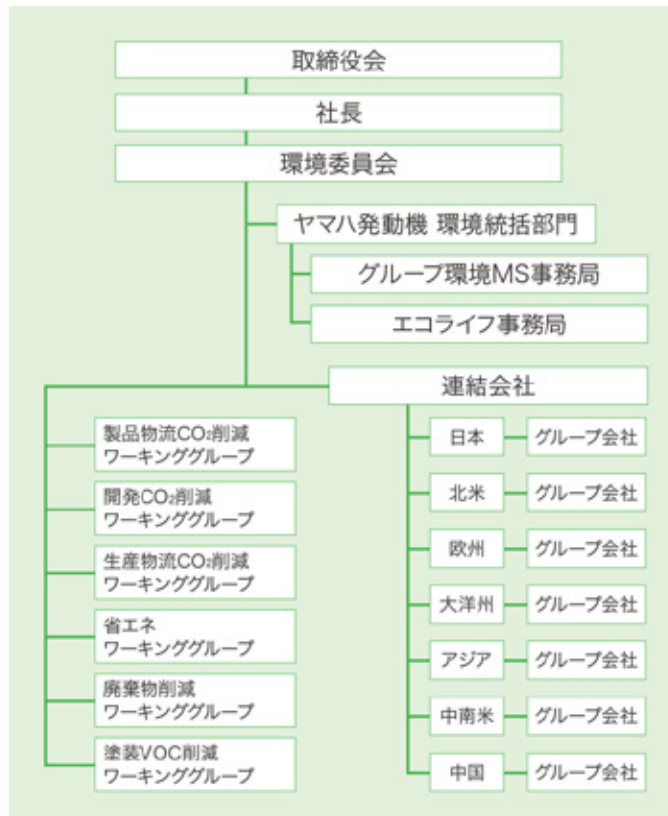 取締役会
社長
環境委員会
ヤマハ発動機 環境統括部門
グループ環境MS事務局
エコライフ事務局
連結会社
製品物流CO₂削減
ワーキンググループ
開発CO₂削減
ワーキンググループ
生産物流CO₂削減
ワーキンググループ
省エネ
ワーキンググループ
廃棄物削減
ワーキンググループ
塗装VOC削減
ワーキンググループ
日本 グループ会社
北米 グループ会社
欧州 グループ会社
大洋州 グループ会社
アジア グループ会社
中南米 グループ会社
中国 グループ会社